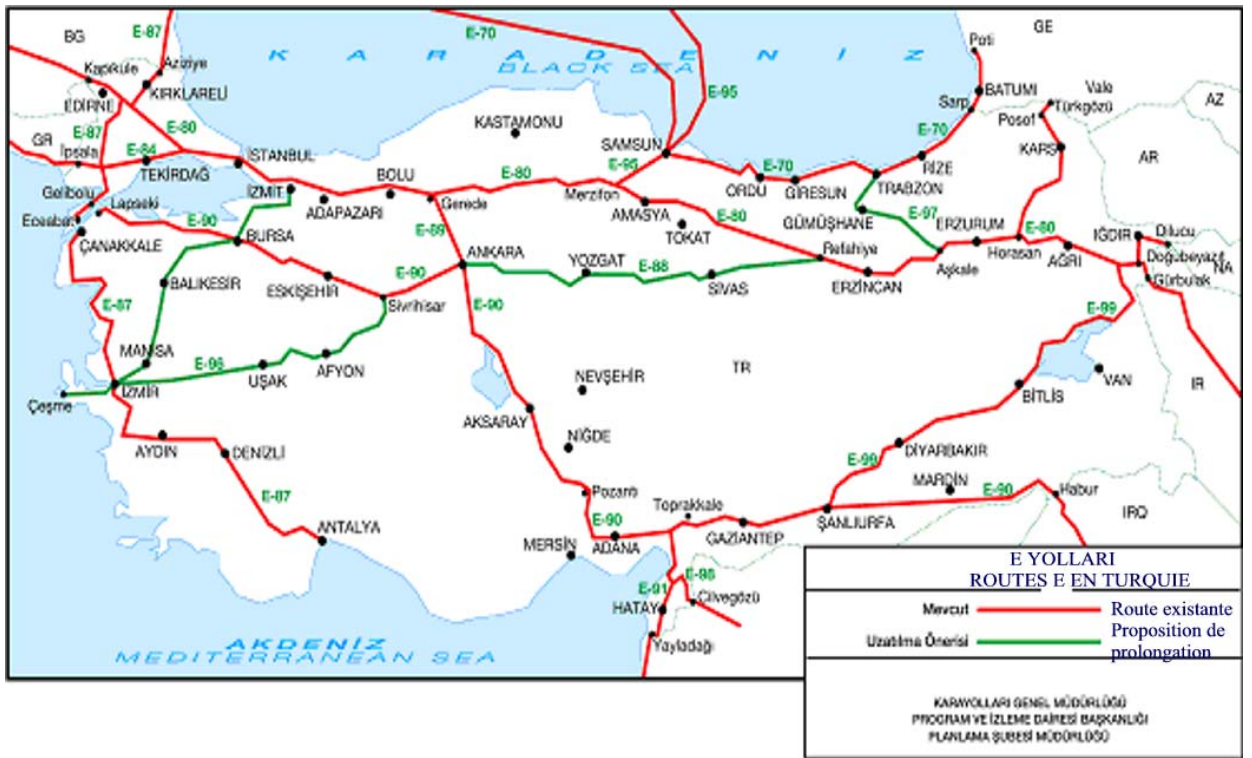 E-87
BG
E-70
GE
K A R A D E N İ Z
BLACK SEA
Poti
Kapıkule
Aziziye
KIRKLARELİ
EDİRNE
E-95
BATUMI
Sarp
Vale
Türkgözü
Posof
AZ
E-87
E-80
KASTAMONU
SAMSUN
E-70
KARS
AR
GR
İpsala
E-84
TEKİRDAĞ
İSTANBUL
İZMİT
BOLU
ADAPAZARI
Gerede
E-80
E-95
Merzifon
AMASYA
TOKAT
ORDU
E-70
GİRESUN
TRABZON
RİZE
Gelibolu
Lapseki
Eceabat
ÇANAKKALE
E-90
BURSA
E-89
ANKARA
E-80
GÜMÜŞHANE
E-97
ERZURUM
Aşkale
Horasan
E-80
AĞRI
IĞDIR
Dilucu
NA
Doğubeyazıt
Gürbulak
Refahiye
ERZİNCAN
BALIKESİR
ESKİŞEHİR
E-90
Sivrihisar
YOZGAT
E-88
SİVAS
E-87
E-90
E-99
MANİSA
İZMİR
E-96
UŞAK
AFYON
Çeşme
NEVŞEHİR
TR
BİTLİS
VAN
IR
AKSARAY
NİĞDE
AYDIN
DENİZLİ
E-87
ANTALYA
DİYARBAKIR
E-99
MARDİN
E-90
Habur
IRQ
Pozantı
E-90
ADANA
MERSİN
Toprakkale
GAZİANTEP
ŞANLIURFA
E-91
E-98
HATAY
Cilvegözü
Yayladağı
AKDENİZ
MEDITERRANEAN SEA
E YOLLARI
ROUTES E EN TURQUIE
Mevcut Route existante
Uzatılma Önerisi Proposition de
prolongation
KARAYOLLARI GENEL MÜDÜRLÜĞÜ
PROGRAM VE İZLEME DAİRESİ BAŞKANLIĞI
PLANLAMA ŞUBESİ MÜDÜRLÜĞÜ